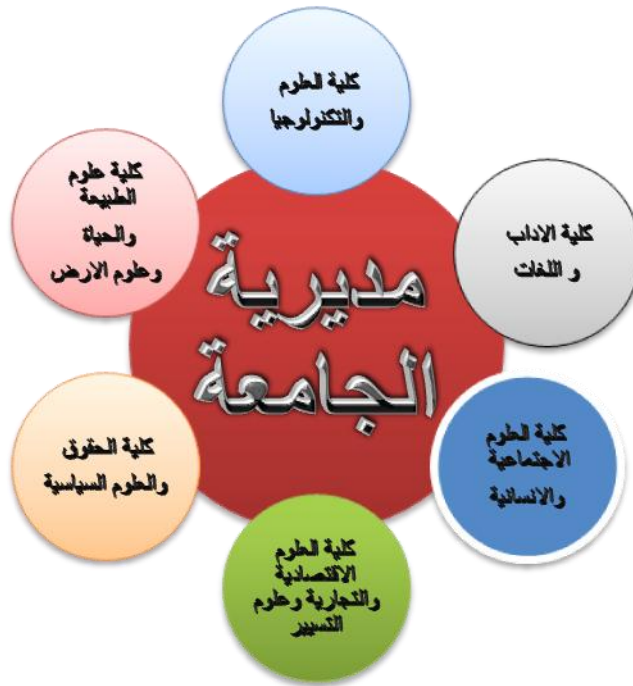 كلية العلوم
والتكنولوجيا
كلية الاداب
و اللغات
كلية العلوم
الاجتماعية
والانسانية
كلية العلوم
الاقتصادية
والتجارية وعلوم
التسيير
كلية الحقوق
والعلوم السياسية
كلية علوم
الطبيعة
والحياة
وعلوم الارض
مديرية
الجامعة